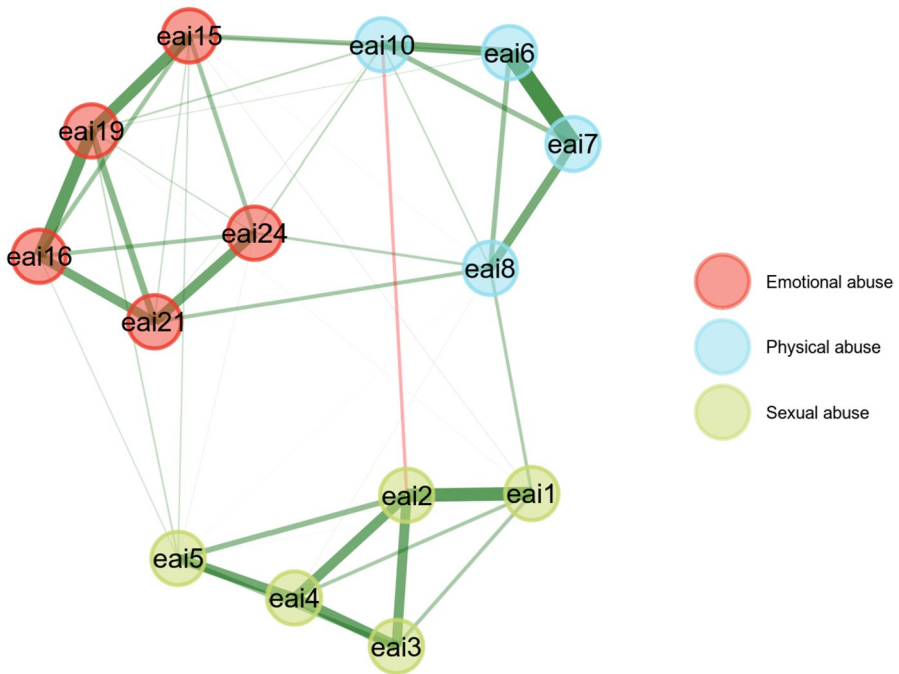 eai15
eai10
eai6
eai19
eai7
eai24
eai16
eai8
eai21
Emotional abuse
Physical abuse
Sexual abuse
eai2
eai1
eai5
eai4
eai3